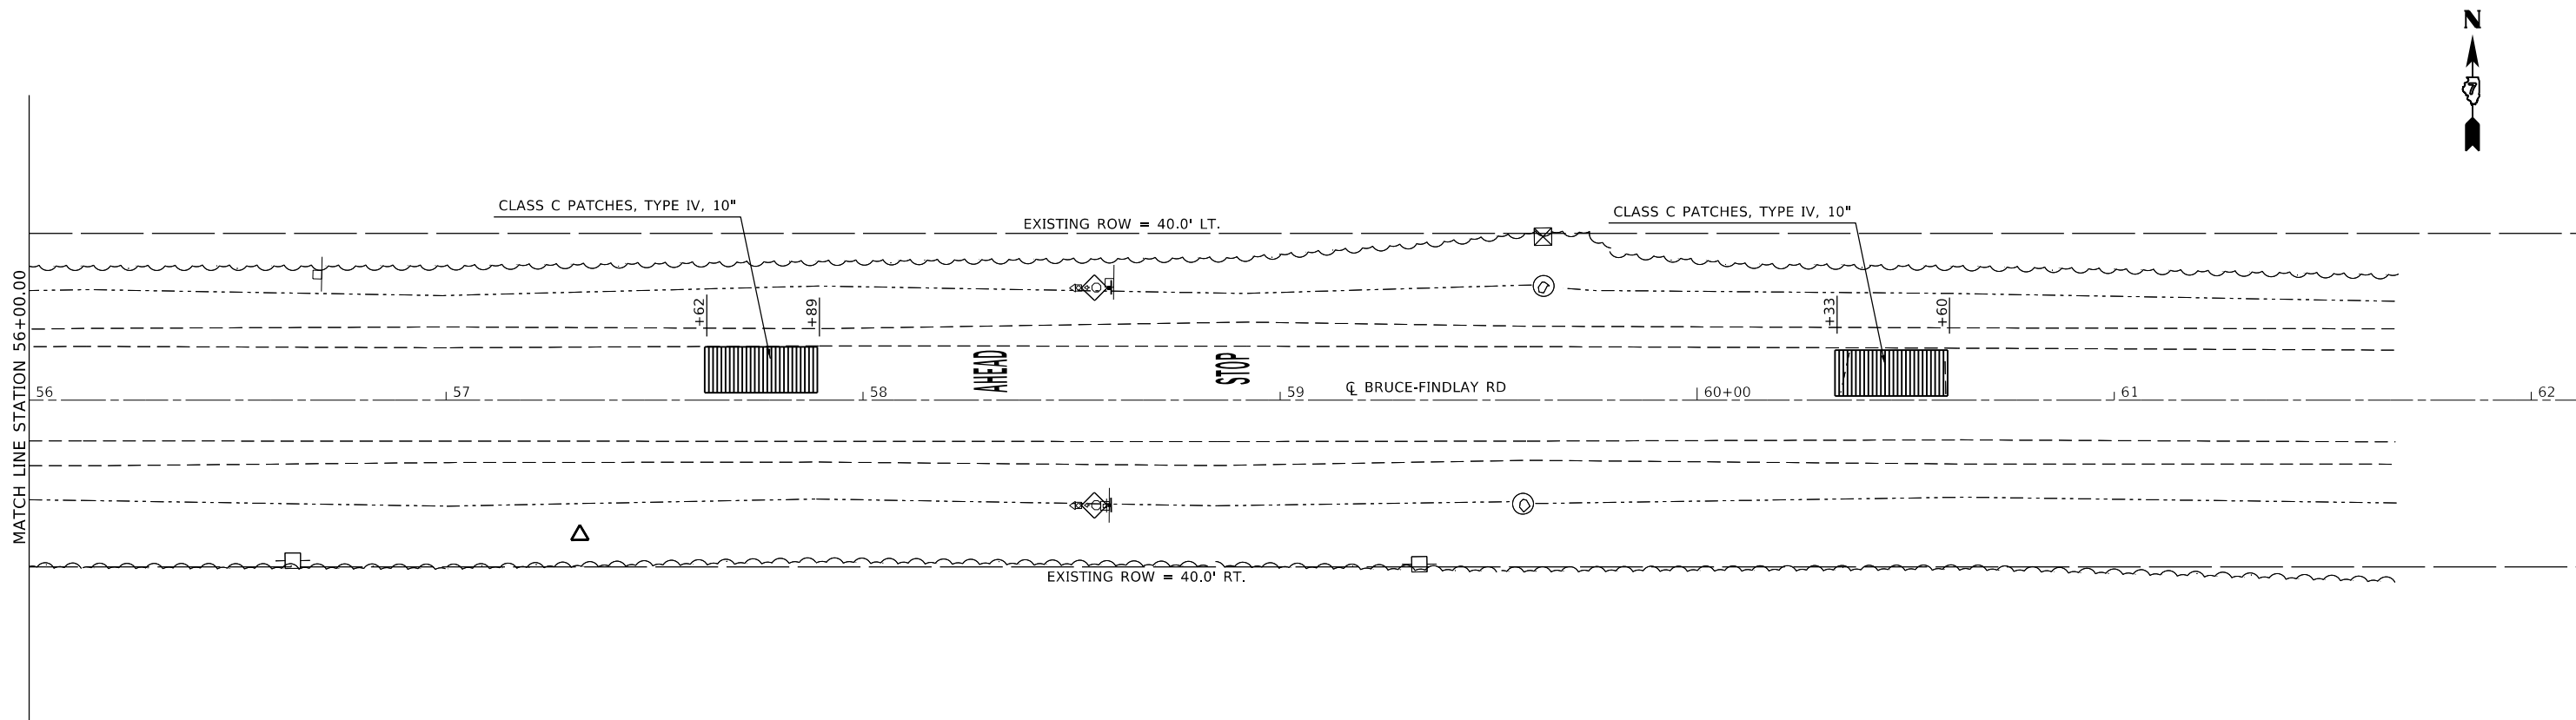 N
7
CLASS C PATCHES, TYPE IV, 10"
CLASS C PATCHES, TYPE IV, 10"
EXISTING ROW = 40.0' LT.
+62
+89
+33
+60
MATCH LINE STATION 56+00.00
AHEAD
STOP
℄ BRUCE-FINDLAY RD
56
57
58
59
60+00
61
62
EXISTING ROW = 40.0' RT.